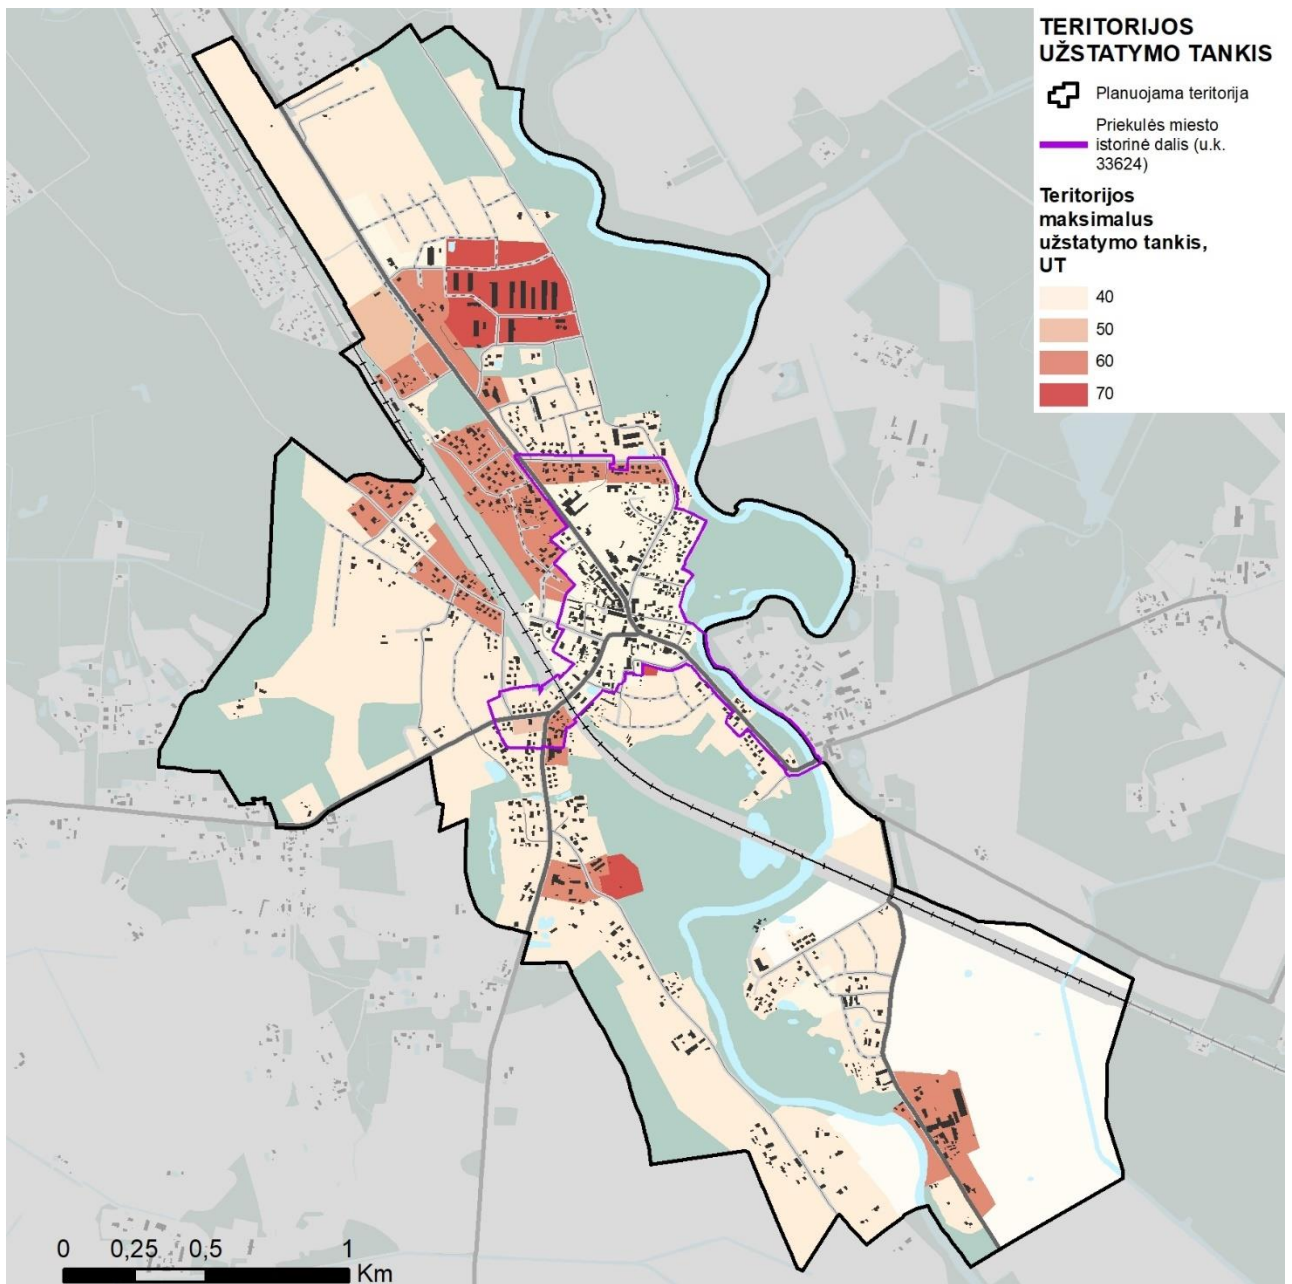 TERITORIJOS
UŽSTATYMO TANKIS
Planuojama teritorija
Priekulės miesto
istorinė dalis (u.k.
33624)
Teritorijos
maksimalus
užstatymo tankis,
UT
40
50
60
70
0 0,25 0,5 1
Km